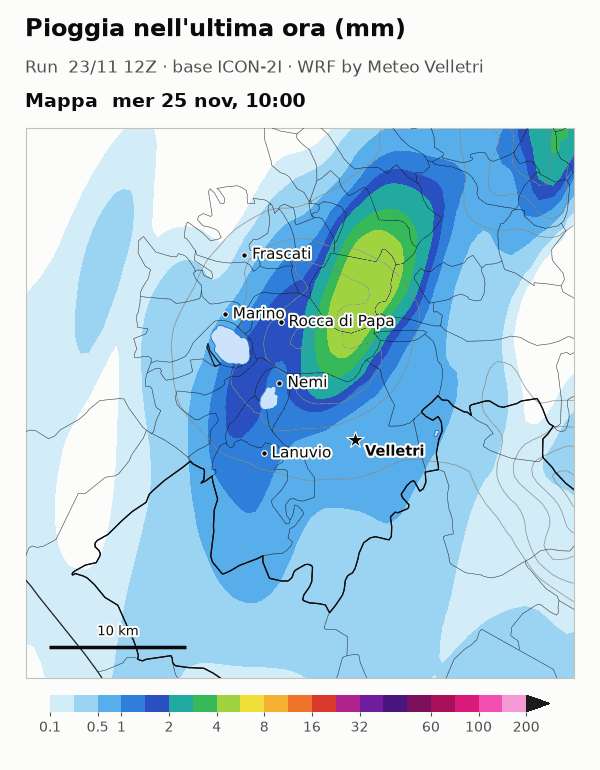 Pioggia nell'ultima ora (mm)
Run 23/11 12Z · base ICON-2I · WRF by Meteo Velletri
Mappa mer 25 nov, 10:00
Frascati
Marino
Rocca di Papa
Nemi
Velletri
Lanuvio
10 km
0.1 0.5 1 2 4 8 16 32 60 100 200